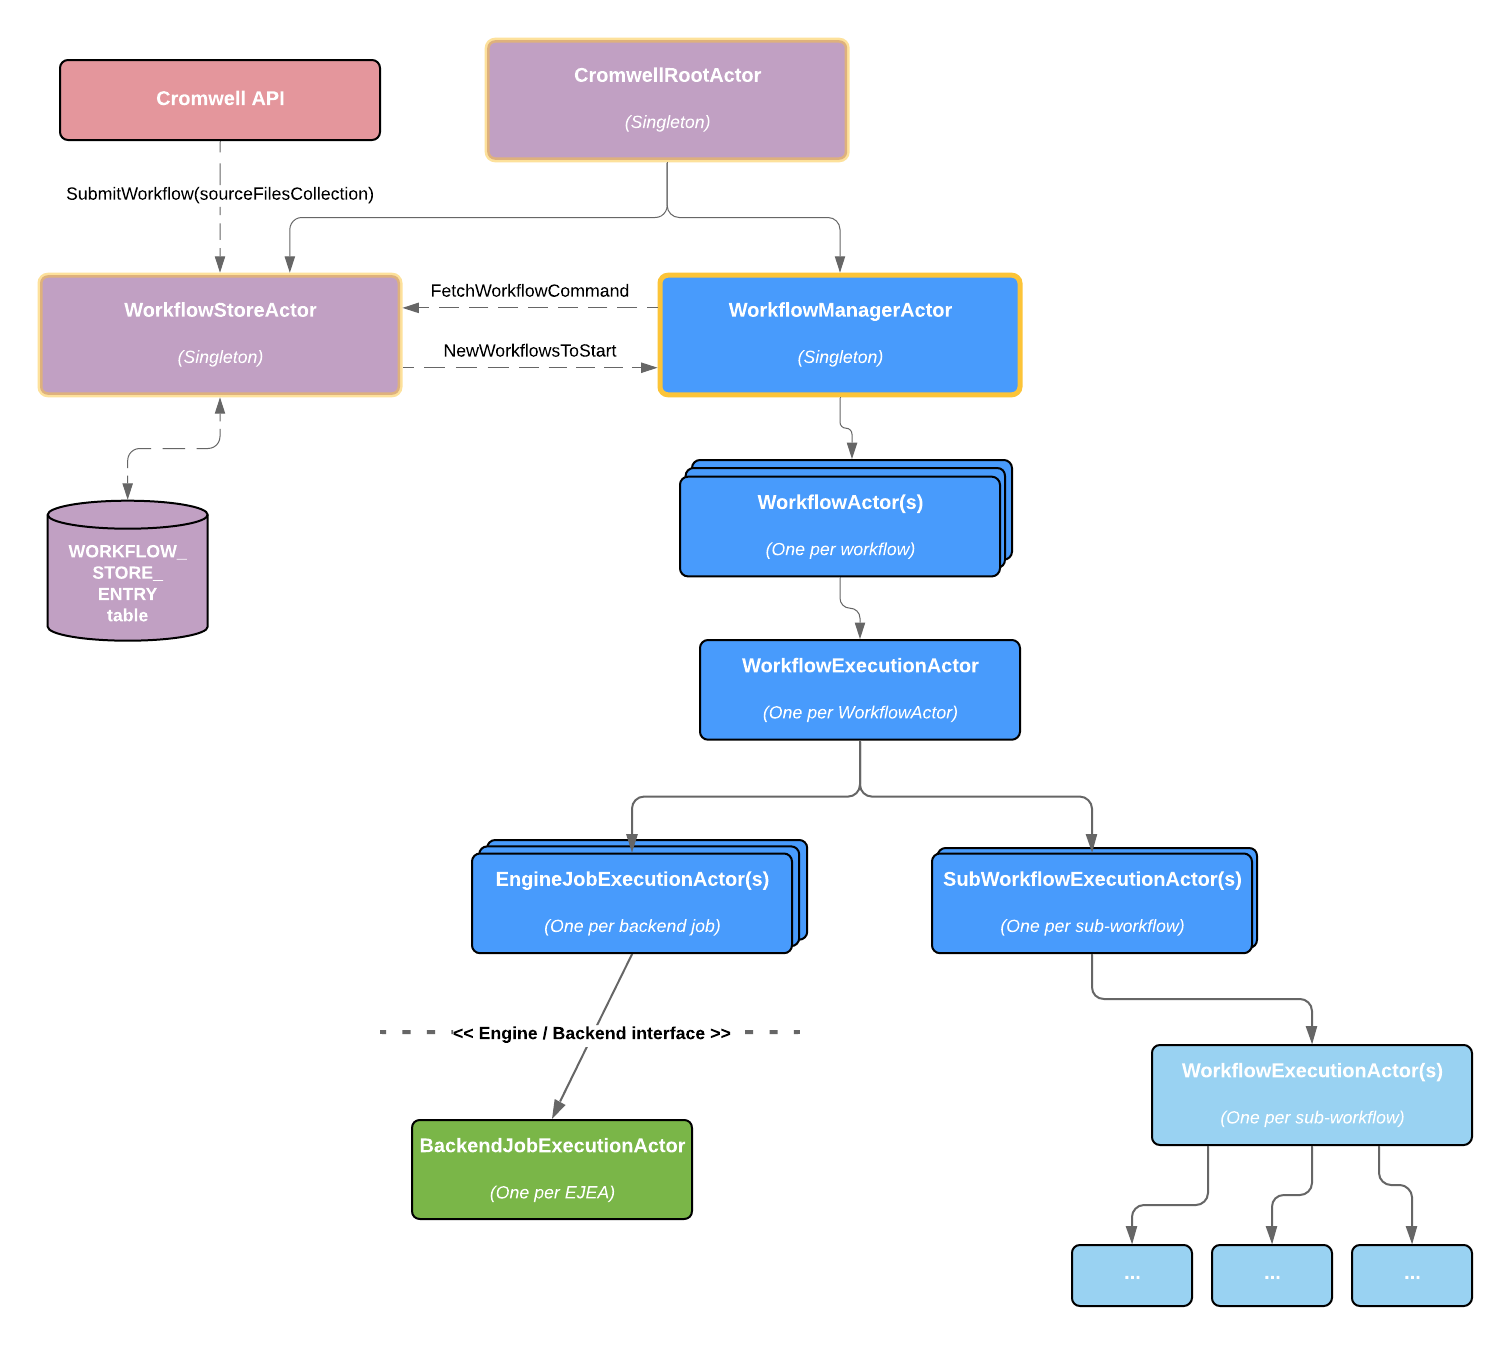 Cromwell API
CromwellRootActor
(Singleton)
SubmitWorkflow(sourceFilesCollection)
WorkflowStoreActor
(Singleton)
FetchWorkflowCommand
NewWorkflowsToStart
WorkflowManagerActor
(Singleton)
WORKFLOW_
STORE_
ENTRY
table
WorkflowActor(s)
(One per workflow)
WorkflowExecutionActor
(One per WorkflowActor)
EngineJobExecutionActor(s)
(One per backend job)
SubWorkflowExecutionActor(s)
(One per sub-workflow)
<< Engine / Backend interface >>
WorkflowExecutionActor(s)
(One per sub-workflow)
BackendJobExecutionActor
(One per EJEA)
...
...
...